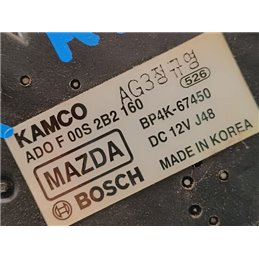 KAMCO AG3정규영
ADO F 00S 2B2 160 526
MAZDA BP4K-67450
BOSCH DC 12V J48
MADE IN KOREA